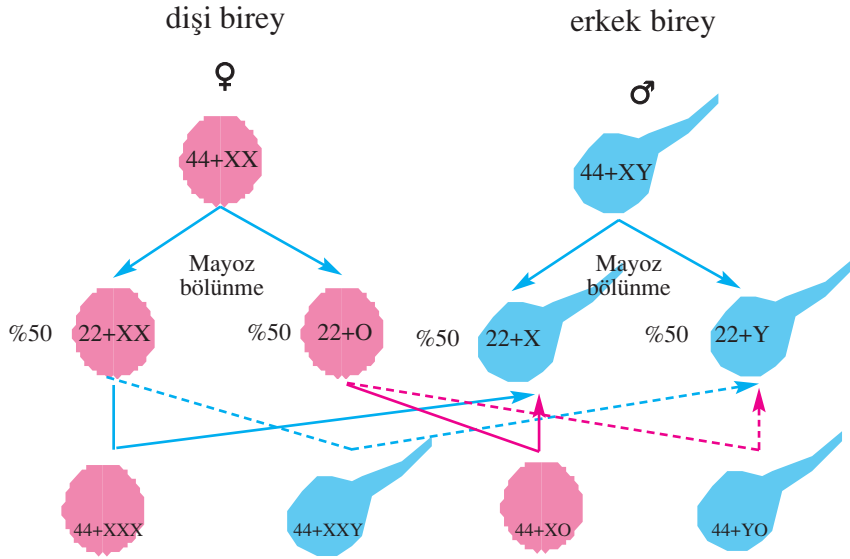 dişi birey
erkek birey
♀
♂
44+XX
44+XY
Mayoz
bölünme
Mayoz
bölünme
%50
22+XX
%50
22+O
%50
22+X
%50
22+Y
44+XXX
44+XXY
44+XO
44+YO